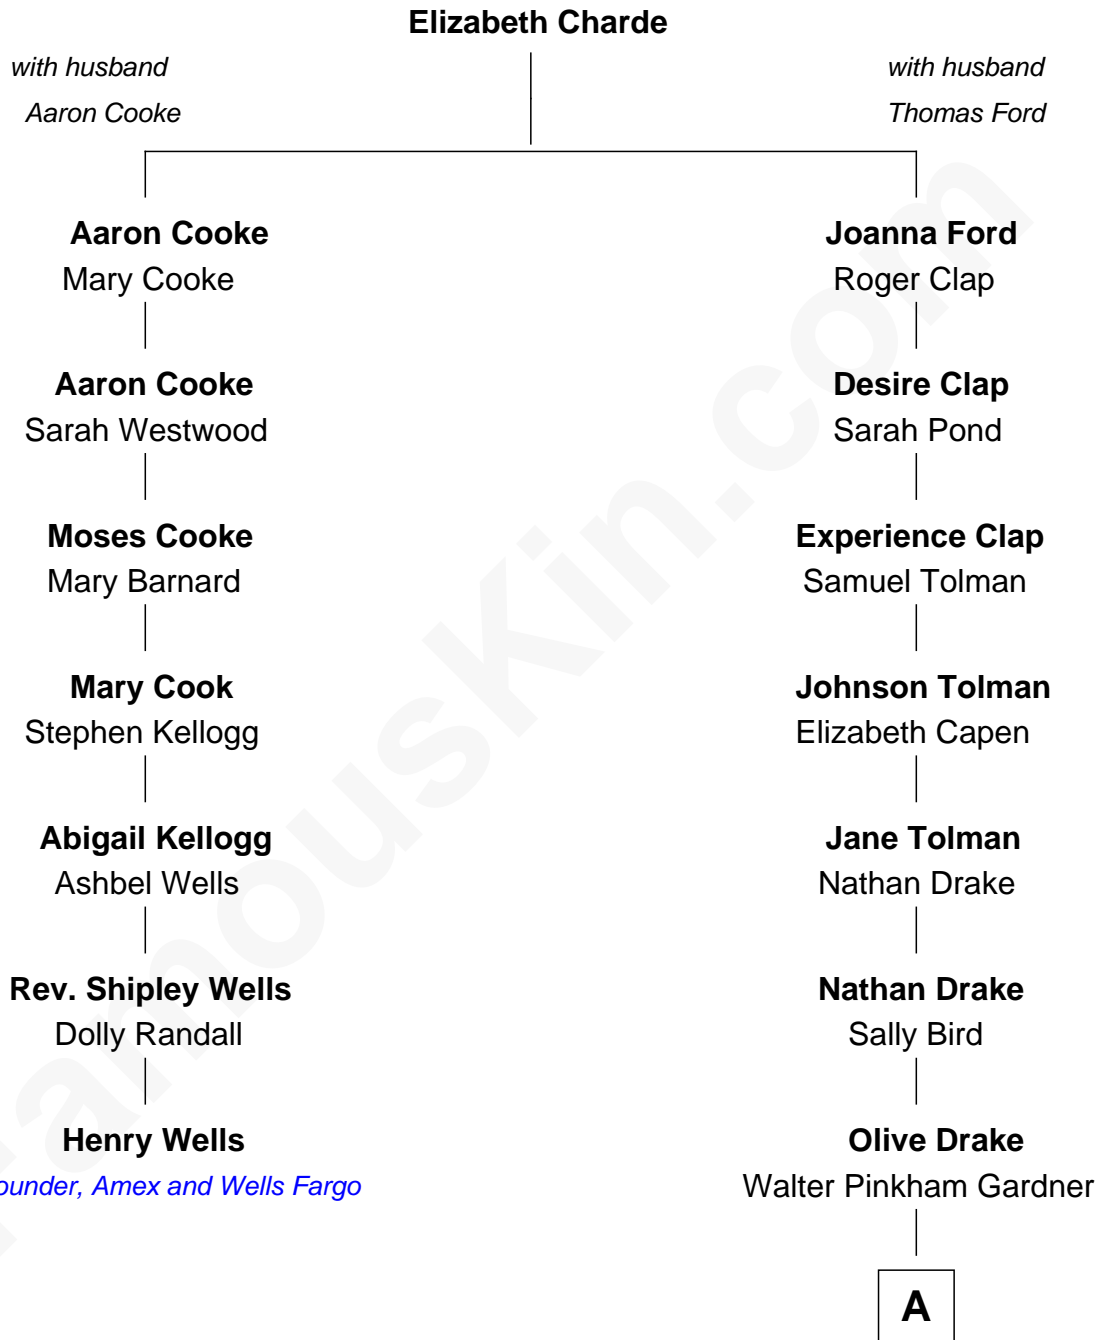 Elizabeth Charde
with husband
Aaron Cooke
with husband
Thomas Ford
Aaron Cooke
Mary Cooke
Joanna Ford
Roger Clap
Aaron Cooke
Sarah Westwood
Desire Clap
Sarah Pond
Moses Cooke
Mary Barnard
Experience Clap
Samuel Tolman
Mary Cook
Stephen Kellogg
Johnson Tolman
Elizabeth Capen
Abigail Kellogg
Ashbel Wells
Jane Tolman
Nathan Drake
Rev. Shipley Wells
Dolly Randall
Nathan Drake
Sally Bird
Henry Wells
ounder, Amex and Wells Fargo
Olive Drake
Walter Pinkham Gardner
A
FamousKin.com